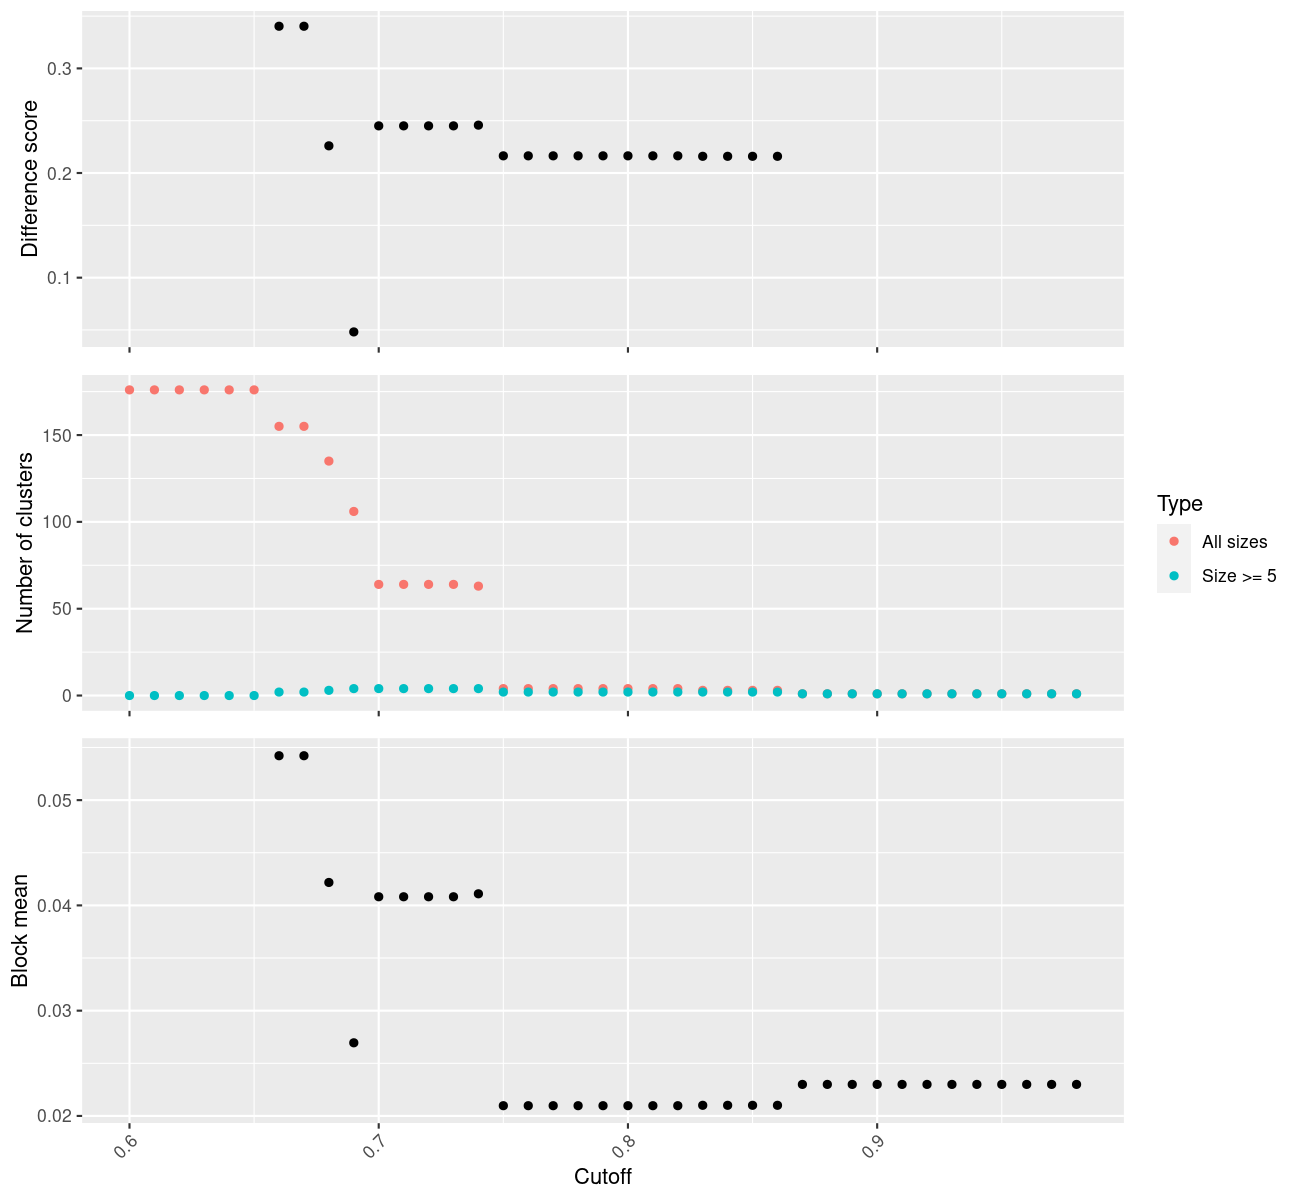 Difference score
0.3
0.2
0.1
Number of clusters
150
100
50
0
Type
All sizes
Size >= 5
Block mean
0.05
0.04
0.03
0.02
0.6
0.7
0.8
0.9
Cutoff